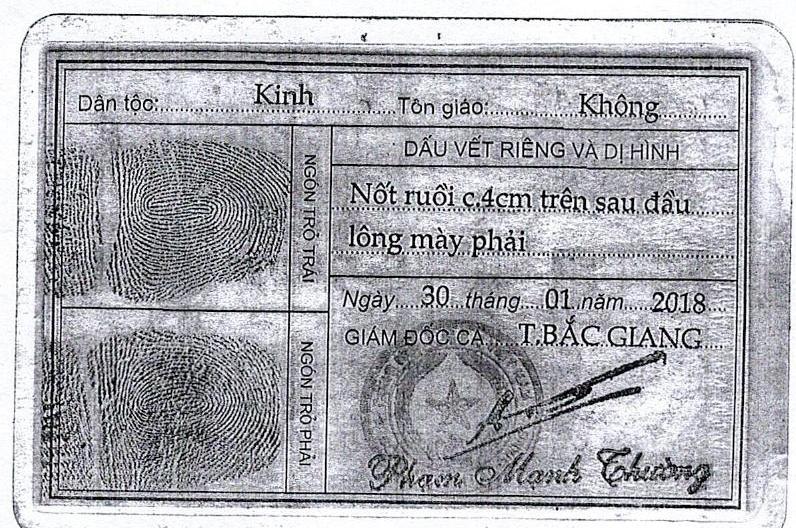 Dân tộc: Kinh Tôn giáo: Không
NGÓN TRỎ TRÁI
DẤU VẾT RIÊNG VÀ DỊ HÌNH
Nốt ruồi c.4cm trên sau đầu
lông mày phải
NGÓN TRỎ PHẢI
Ngày 30 tháng 01 năm 2018
GIÁM ĐỐC CA T.BẮC GIANG
Phạm Mạnh Thường